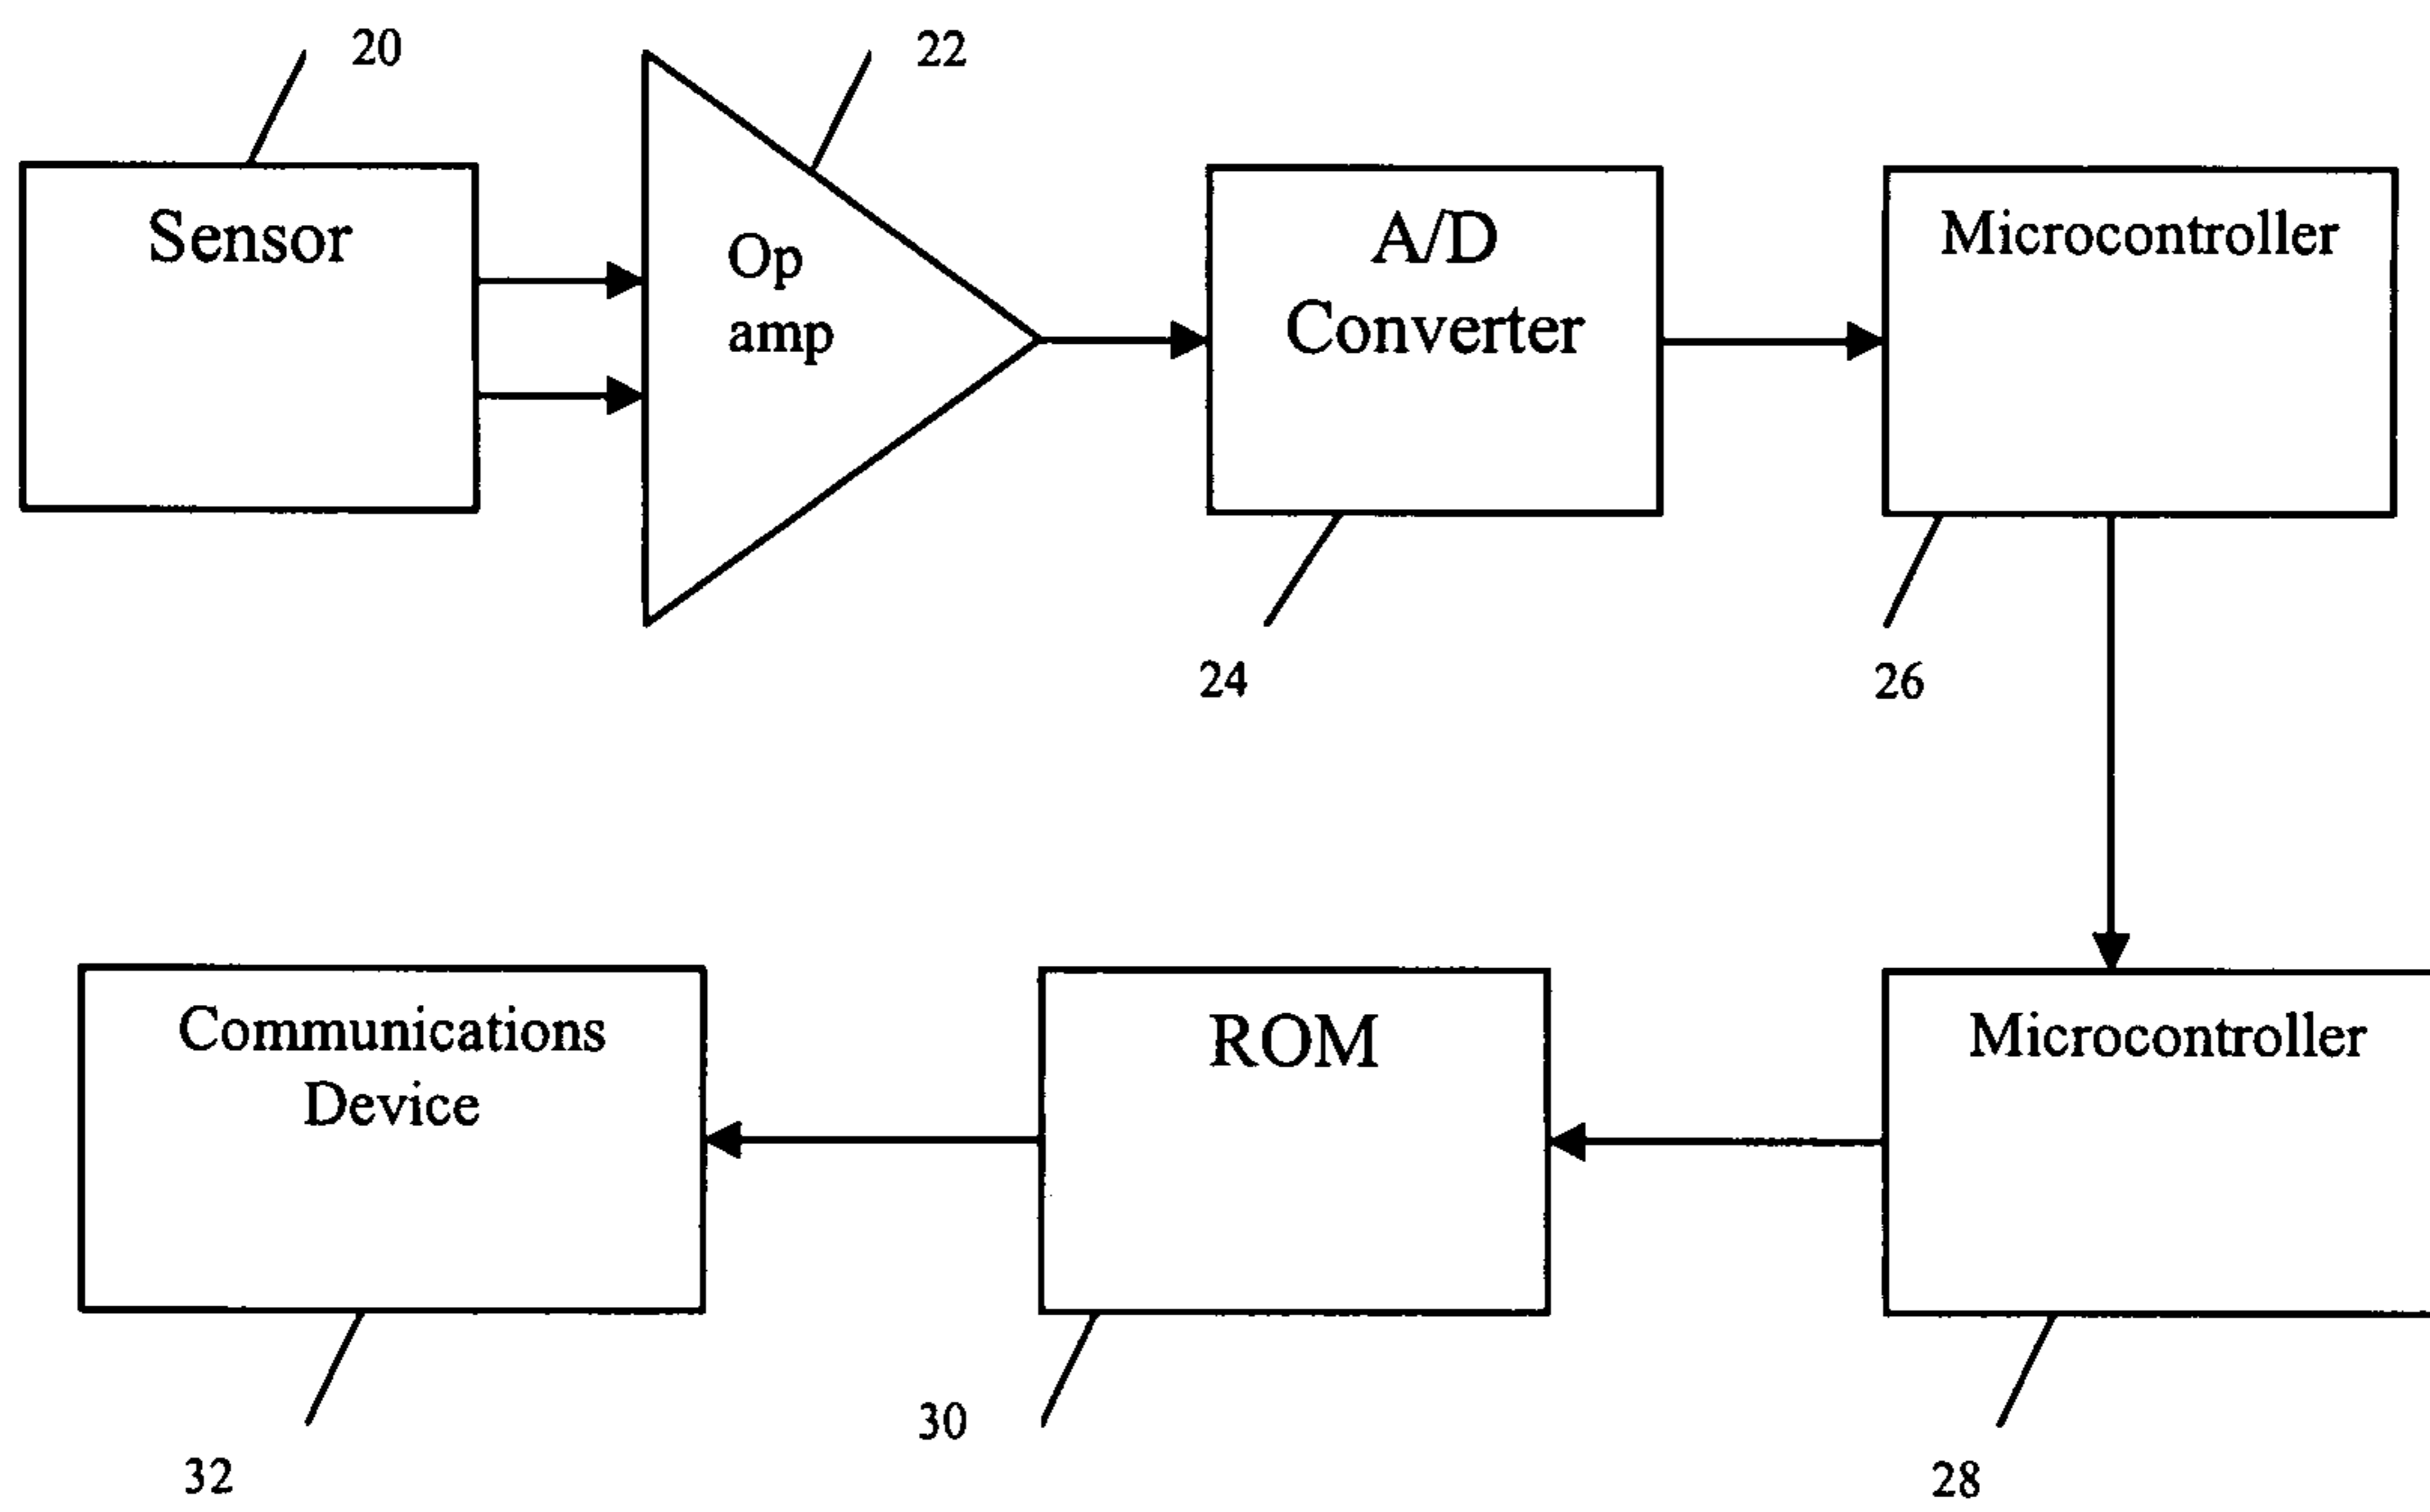 20
22
Sensor
Op
amp
A/D
Converter
Microcontroller
24
26
Communications
Device
ROM
Microcontroller
32
30
28